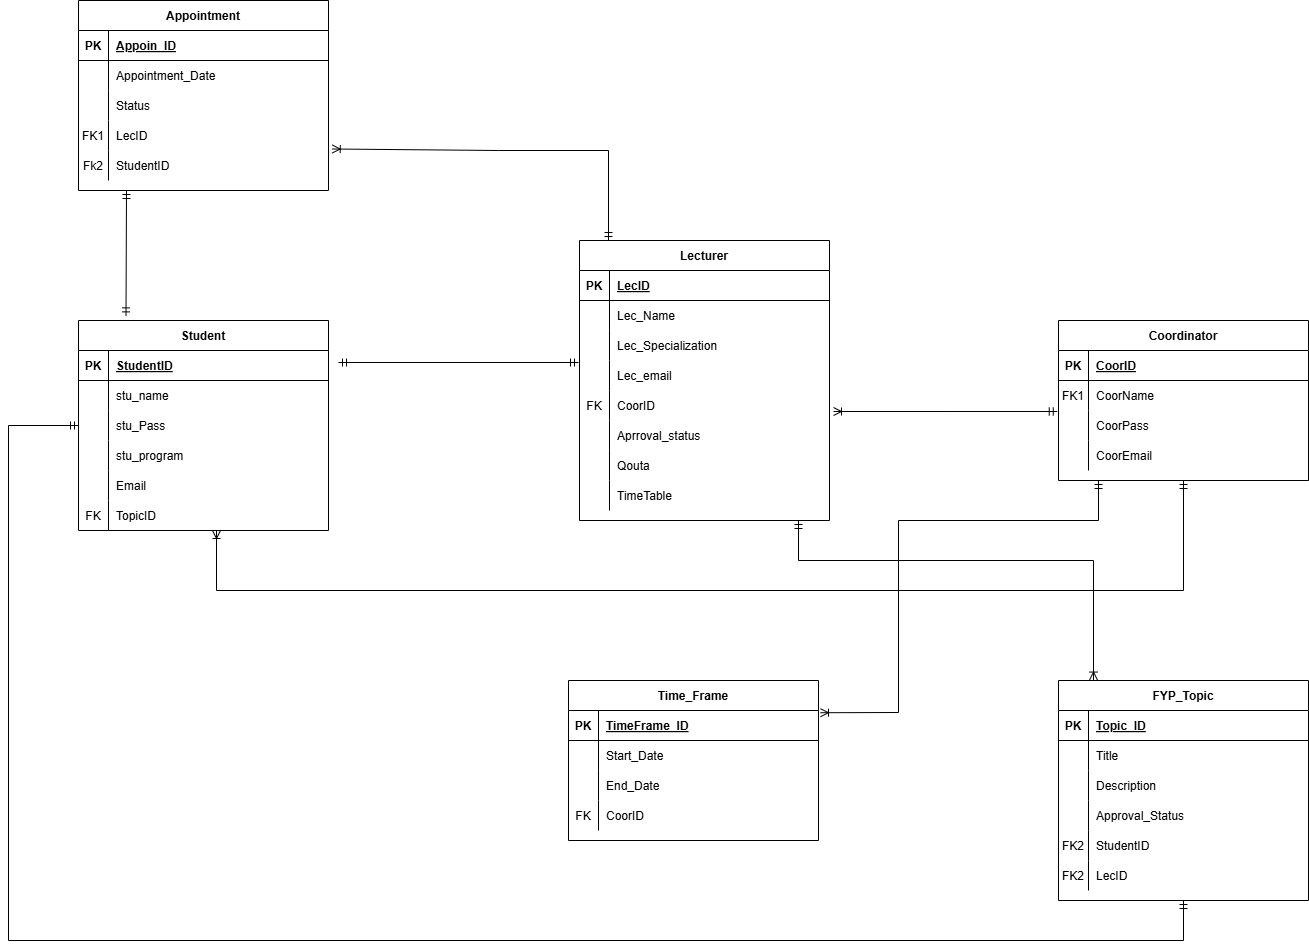 Appointment
PK Appoin_ID
Appointment_Date
Status
FK1 LecID
Fk2 StudentID
Lecturer
PK LecID
Lec_Name
Lec_Specialization
Lec_email
FK CoorID
Aprroval_status
Qouta
TimeTable
Student
PK StudentID
stu_name
stu_Pass
stu_program
Email
FK TopicID
Coordinator
PK CoorID
FK1 CoorName
CoorPass
CoorEmail
Time_Frame
PK TimeFrame_ID
Start_Date
End_Date
FK CoorID
FYP_Topic
PK Topic_ID
Title
Description
Approval_Status
FK2 StudentID
FK2 LecID